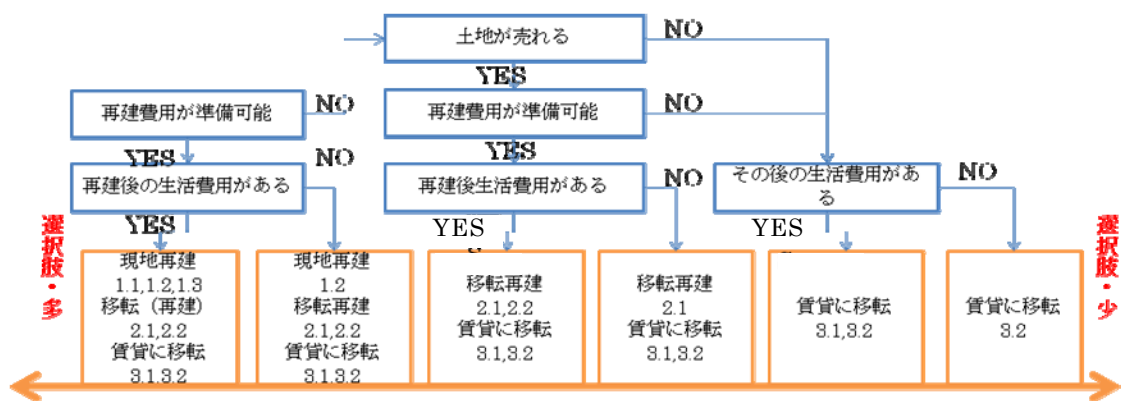 土地が売れる
NO
YES
再建費用が準備可能
NO
再建費用が準備可能
NO
YES
YES
再建後の生活費用がある
NO
再建後生活費用がある
NO
その後の生活費用があ
る
NO
YES
YES
YES
選択肢・多
現地再建
1.1,1.2,1.3
移転（再建）
2.1,2.2
賃貸に移転
3.1.3.2
現地再建
1.2
移転再建
2.1,2.2
賃貸に移転
3.1.3.2
移転再建
2.1,2.2
賃貸に移転
3.1,3.2
移転再建
2.1
賃貸に移転
3.1,3.2
賃貸に移転
3.1,3.2
賃貸に移転
3.2
選択肢・少